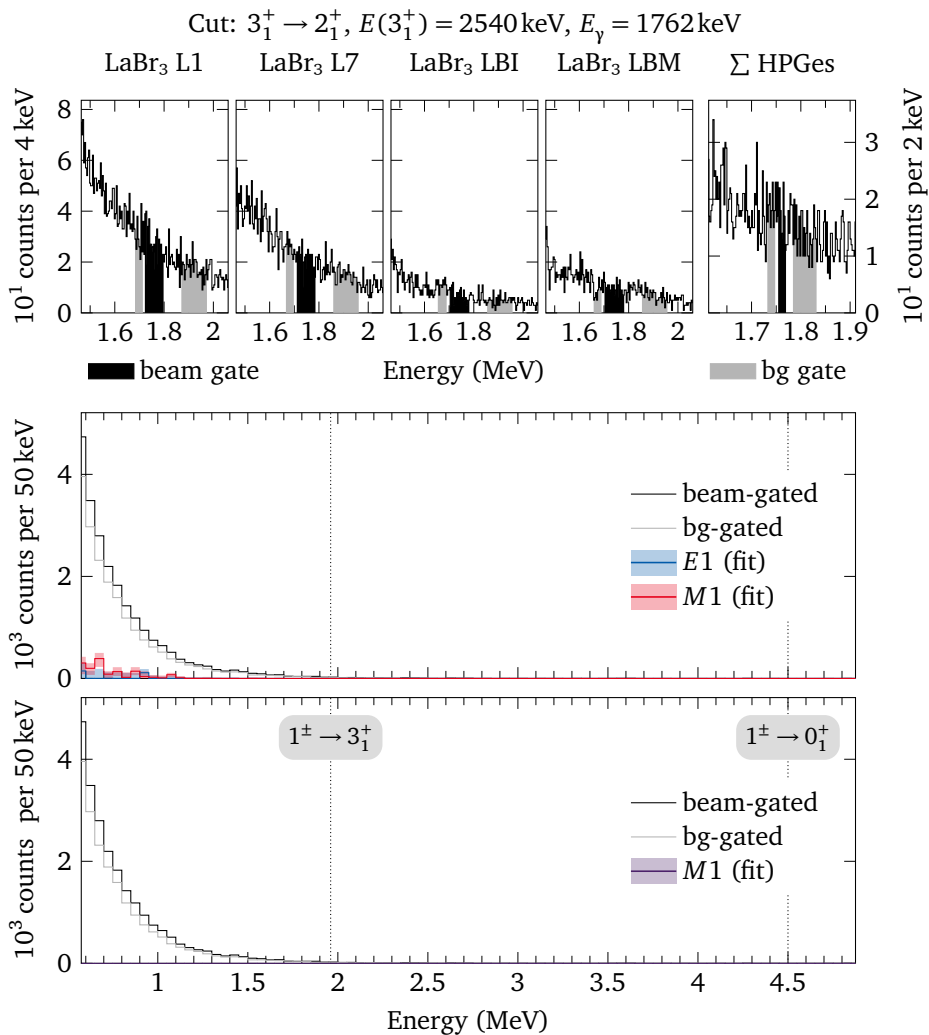 Cut: 3₁⁺ → 2₁⁺, E(3₁⁺) = 2540 keV, Eᵧ = 1762 keV
LaBr₃ L1 LaBr₃ L7 LaBr₃ LBI LaBr₃ LBM ∑ HPGes
10¹ counts per 4 keV
8
6
4
2
0
3
2
1
0
10¹ counts per 2 keV
1.6 1.8 2 1.6 1.8 2 1.6 1.8 2 1.6 1.8 2 1.7 1.8 1.9
beam gate Energy (MeV) bg gate
10³ counts per 50 keV
4
2
0
beam-gated
bg-gated
E1 (fit)
M1 (fit)
10³ counts per 50 keV
4
2
0
1± → 3₁⁺ 1± → 0₁⁺
beam-gated
bg-gated
M1 (fit)
1 1.5 2 2.5 3 3.5 4 4.5
Energy (MeV)